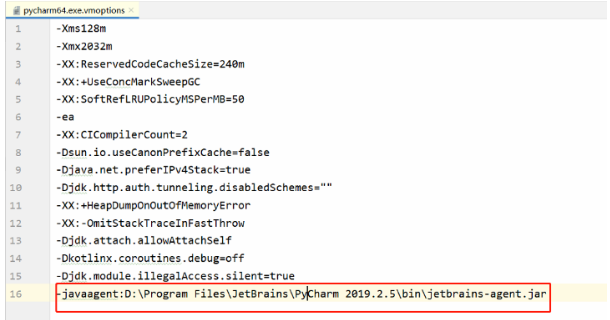 pycharm64.exe.vmoptions ×
1 -Xms128m
2 -Xmx2032m
3 -XX:ReservedCodeCacheSize=240m
4 -XX:+UseConcMarkSweepGC
5 -XX:SoftRefLRUPolicyMSPerMB=50
6 -ea
7 -XX:CICompilerCount=2
8 -Dsun.io.useCanonPrefixCache=false
9 -Djava.net.preferIPv4Stack=true
10 -Djdk.http.auth.tunneling.disabledSchemes=""
11 -XX:+HeapDumpOnOutOfMemoryError
12 -XX:-OmitStackTraceInFastThrow
13 -Djdk.attach.allowAttachSelf
14 -Dkotlinx.coroutines.debug=off
15 -Djdk.module.illegalAccess.silent=true
16 -javaagent:D:\Program Files\JetBrains\PyCharm 2019.2.5\bin\jetbrains-agent.jar